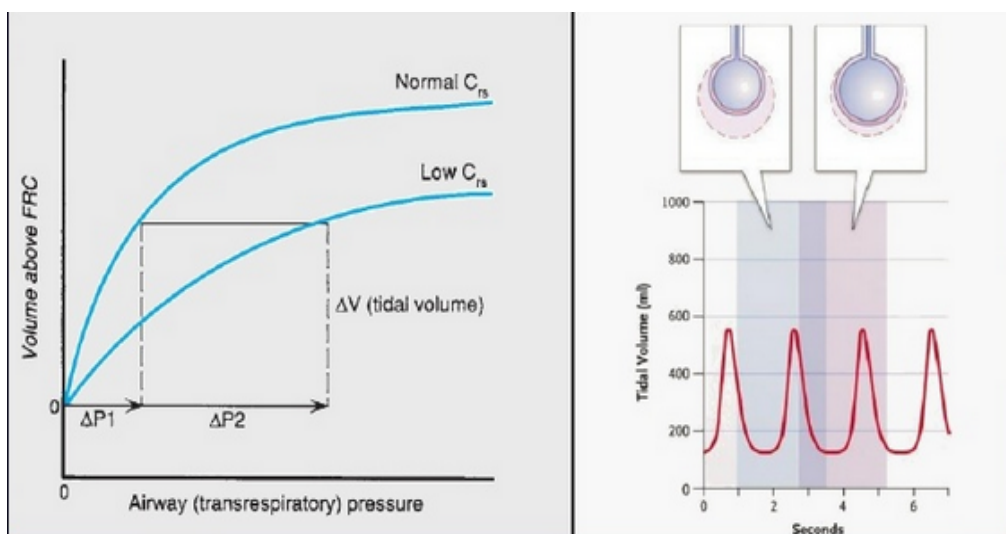 Normal Crs
Low Crs
Volume above FRC
ΔV (tidal volume)
0
ΔP1
ΔP2
0
Airway (transrespiratory) pressure
1000
800
600
400
200
0
Tidal Volume (ml)
0
2
4
6
Seconds